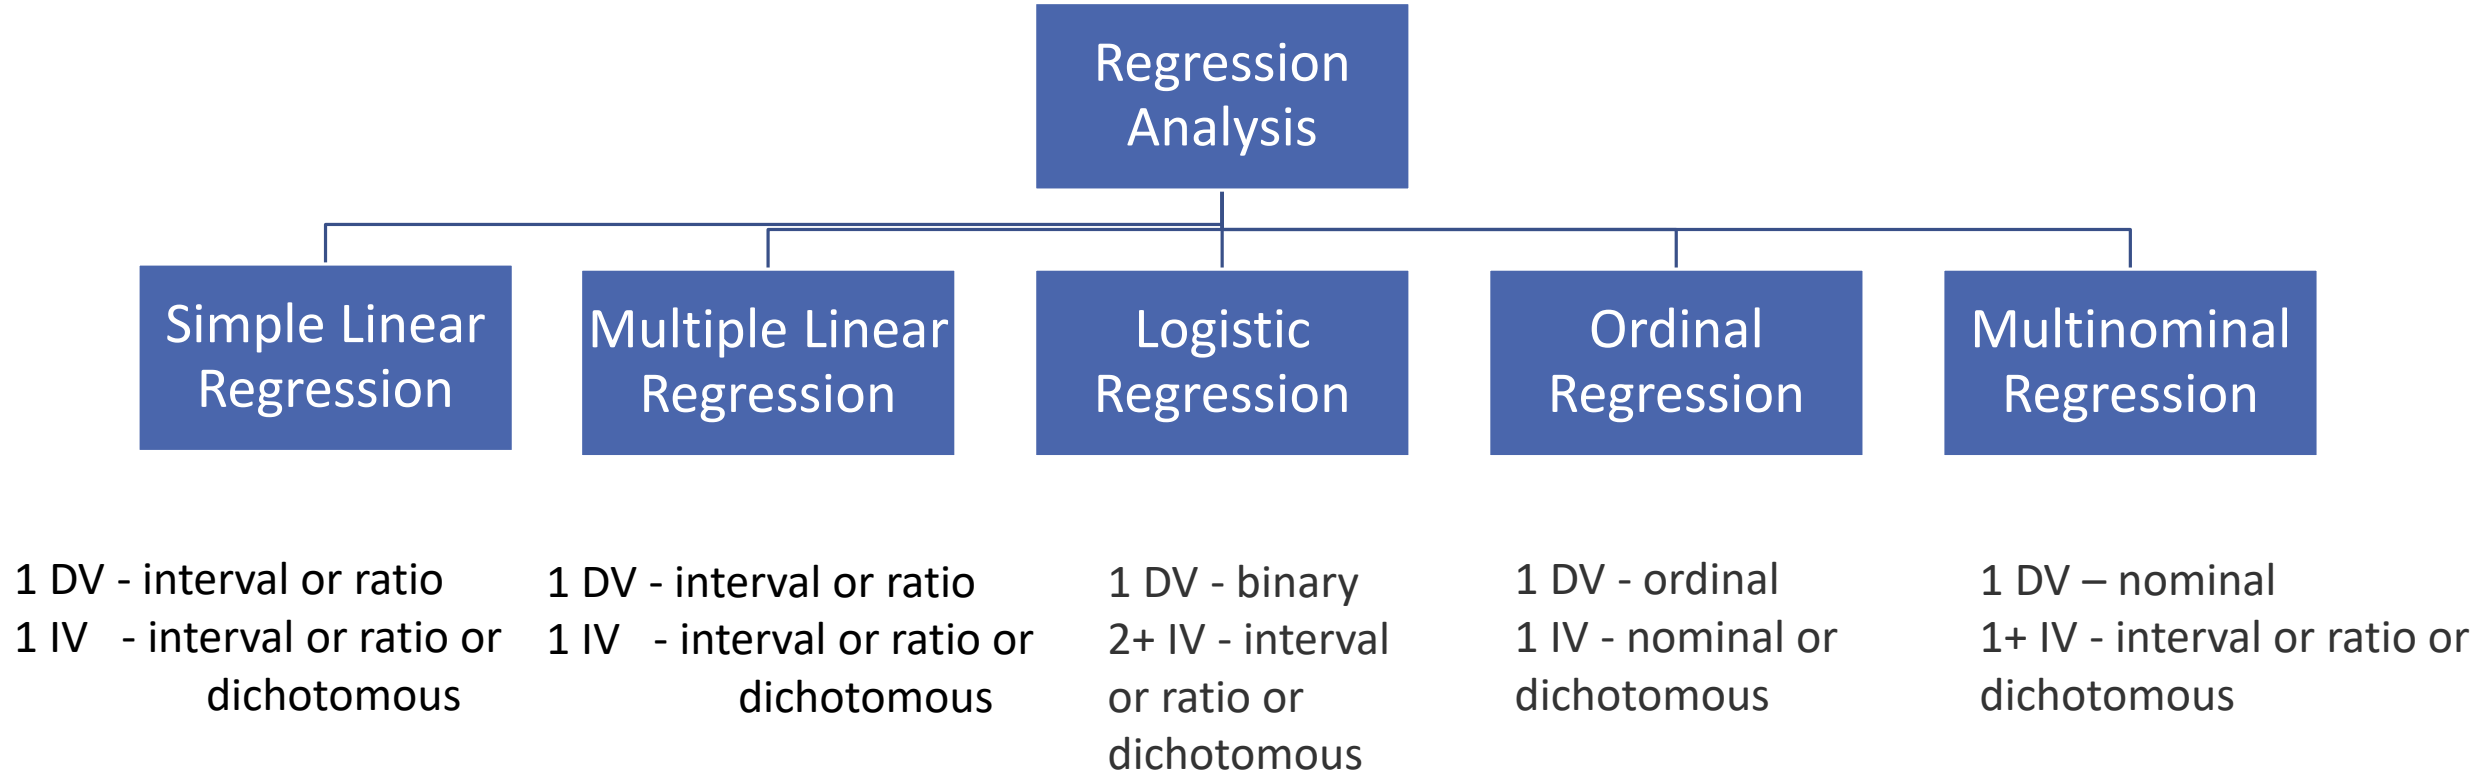 Regression
Analysis
Simple Linear
Regression
Multiple Linear
Regression
Logistic
Regression
Ordinal
Regression
Multinominal
Regression
1 DV - interval or ratio
1 IV - interval or ratio or
dichotomous
1 DV - interval or ratio
1 IV - interval or ratio or
dichotomous
1 DV - binary
2+ IV - interval
or ratio or
dichotomous
1 DV - ordinal
1 IV - nominal or
dichotomous
1 DV – nominal
1+ IV - interval or ratio or
dichotomous